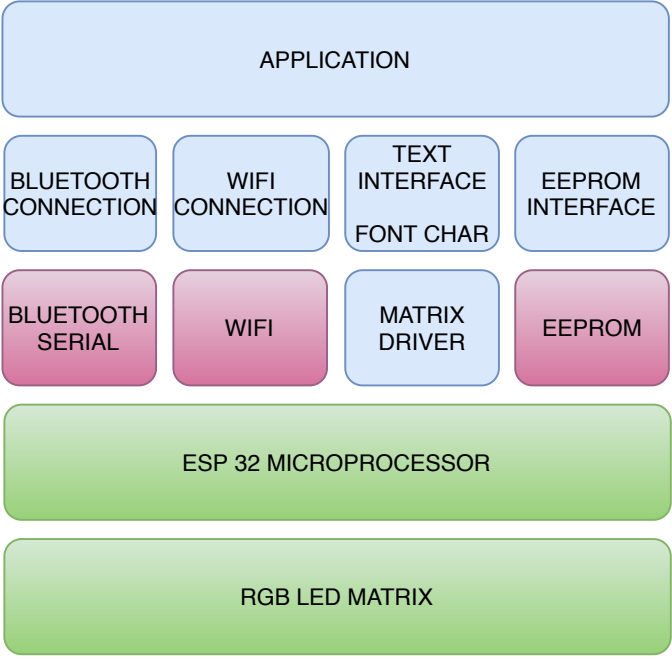 APPLICATION
BLUETOOTH
CONNECTION
WIFI
CONNECTION
TEXT
INTERFACE
FONT CHAR
EEPROM
INTERFACE
BLUETOOTH
SERIAL
WIFI
MATRIX
DRIVER
EEPROM
ESP 32 MICROPROCESSOR
RGB LED MATRIX